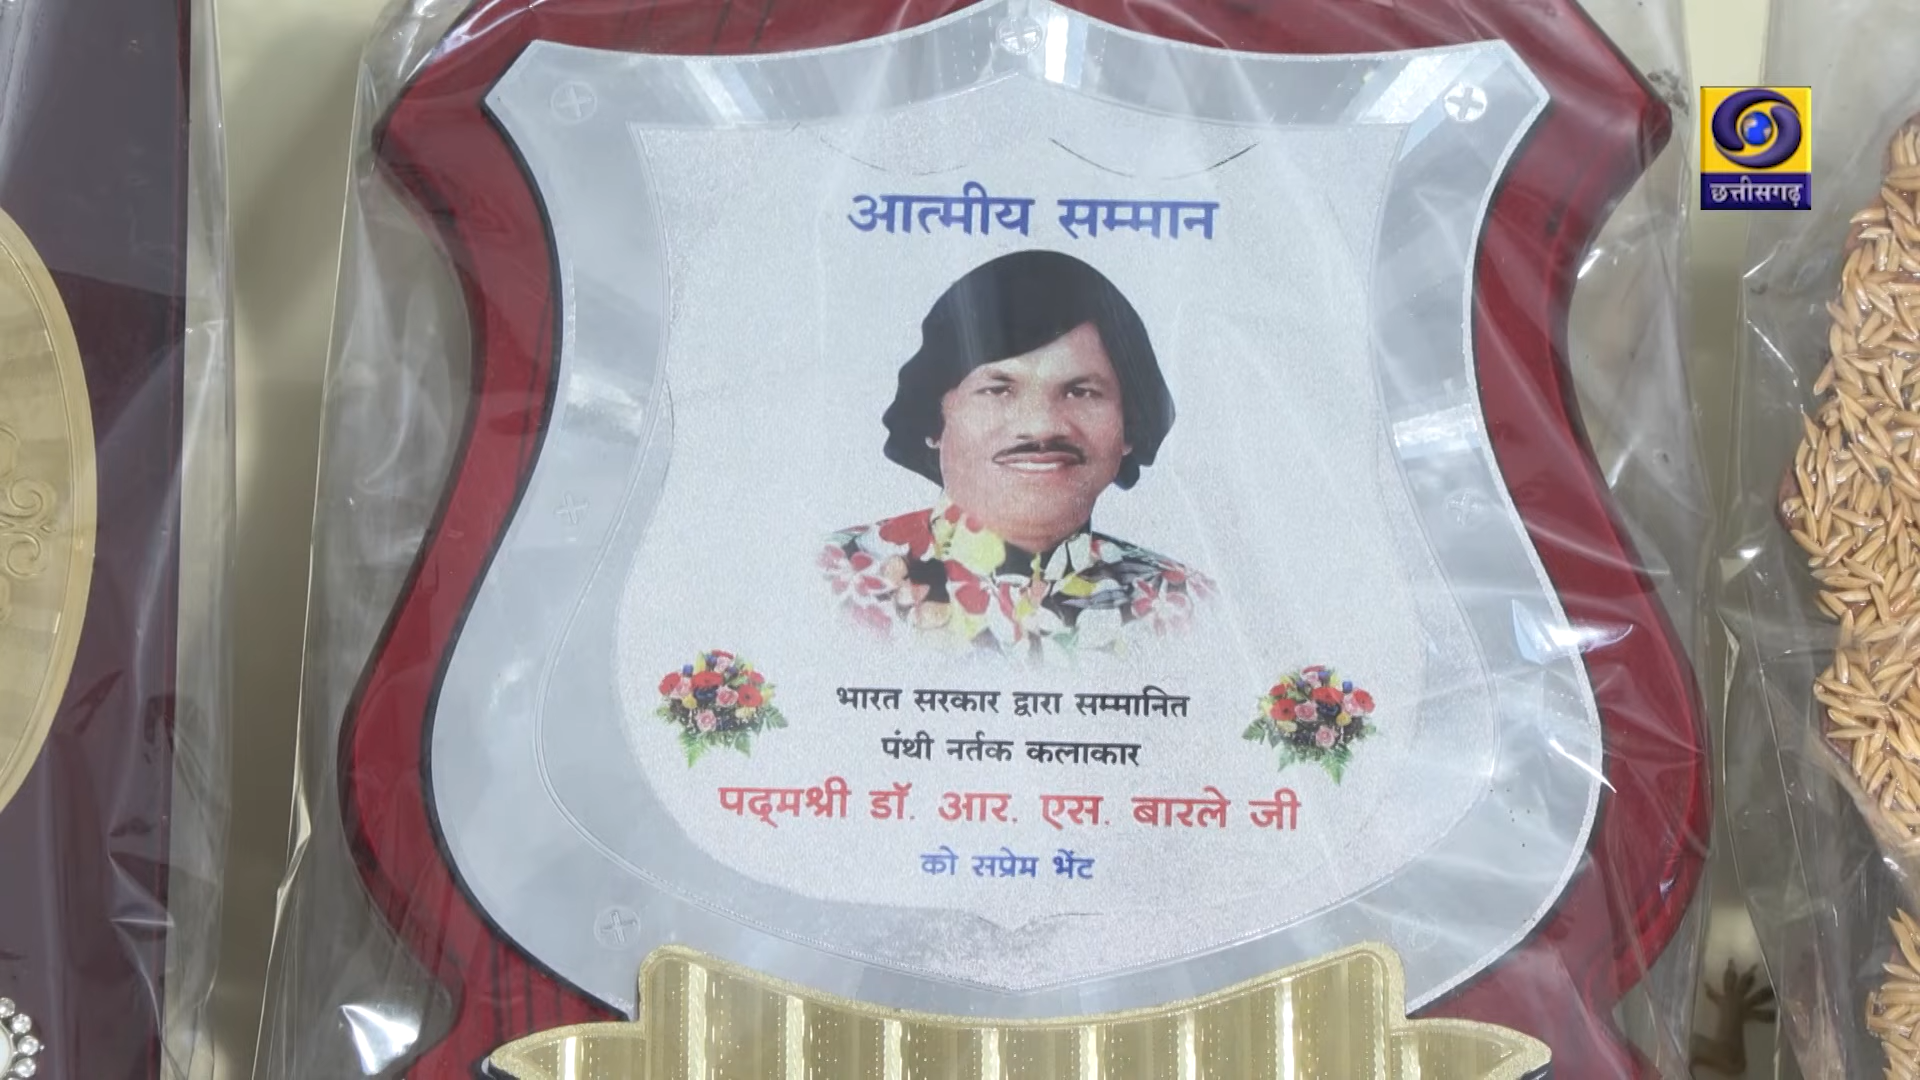 आत्मीय सम्मान
छत्तीसगढ़
भारत सरकार द्वारा सम्मानित
पंथी नर्तक कलाकार
पद्मश्री डॉ. आर. एस. बारले जी
को सप्रेम भेंट